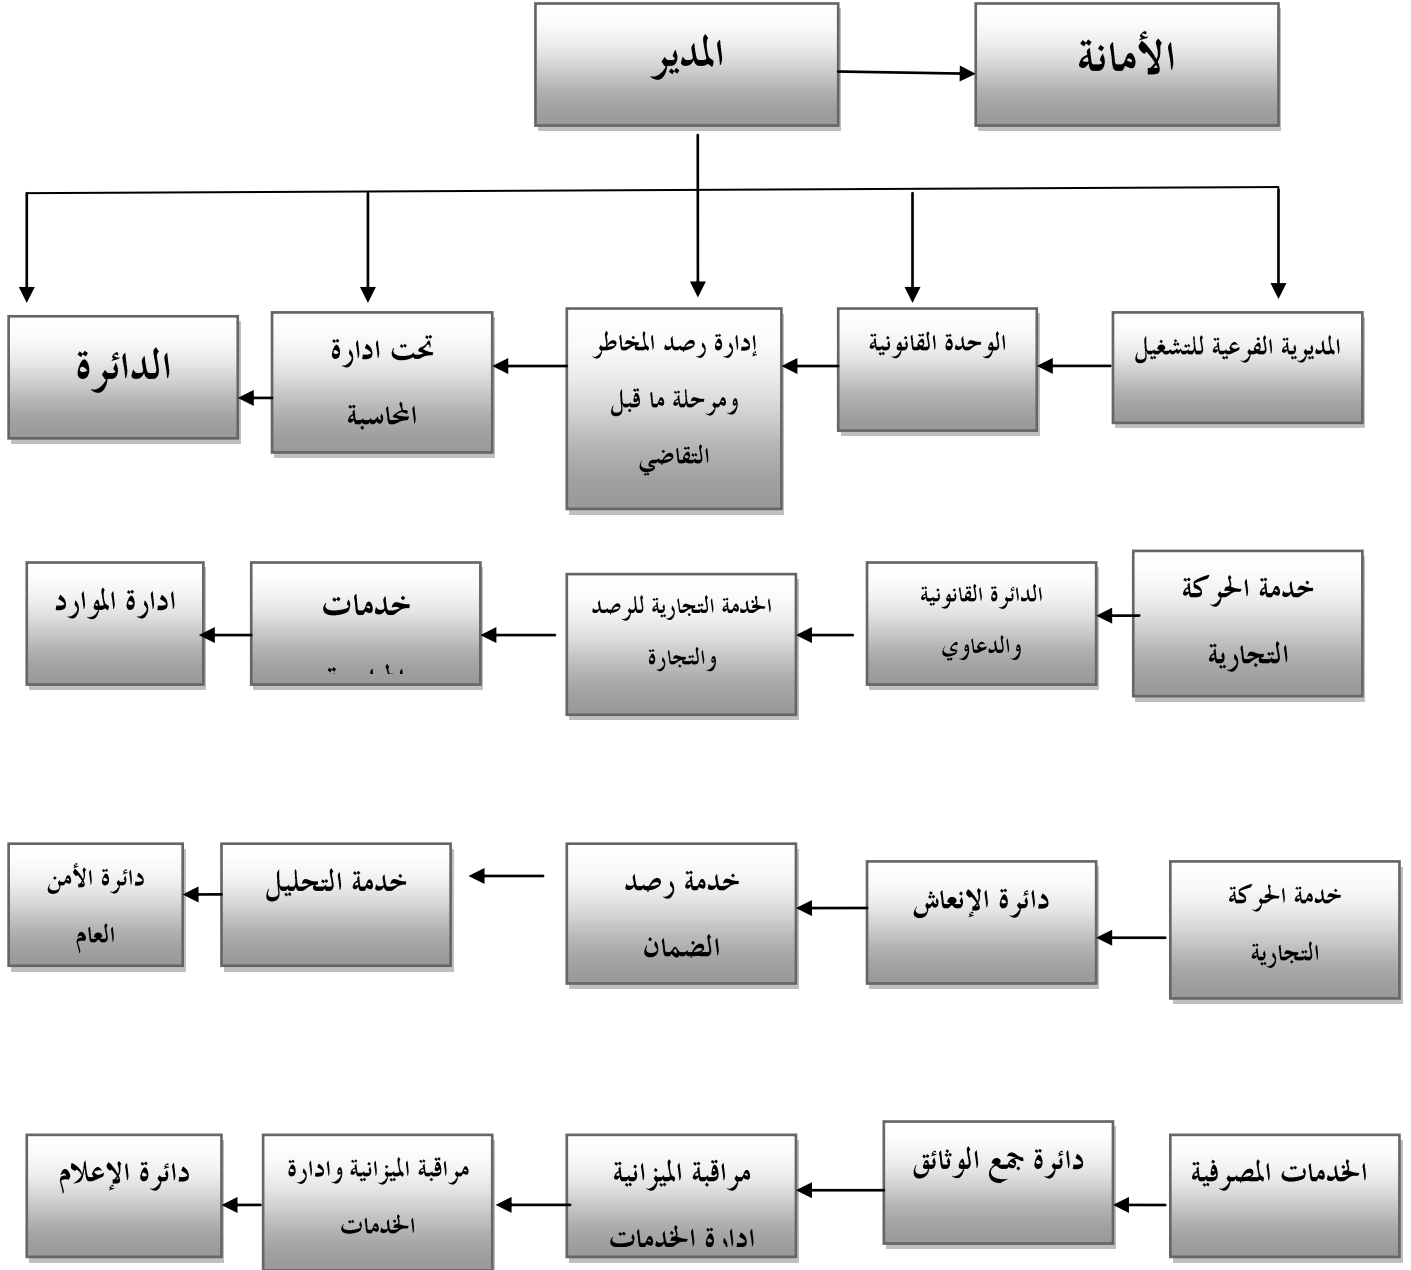 الأمانة
المدير
المديرية الفرعية للتشغيل
الوحدة القانونية
إدارة رصد المخاطر
ومرحلة ما قبل
التقاضي
تحت ادارة
المحاسبة
الدائرة
خدمة الحركة
التجارية
الدائرة القانونية
والدعاوي
الخدمة التجارية للرصد
والتجارة
خدمات
ادارة الموارد
خدمة الحركة
التجارية
دائرة الإنعاش
خدمة رصد
الضمان
خدمة التحليل
دائرة الأمن
العام
الخدمات المصرفية
دائرة جمع الوثائق
مراقبة الميزانية
ادارة الخدمات
مراقبة الميزانية وادارة
الخدمات
دائرة الإعلام